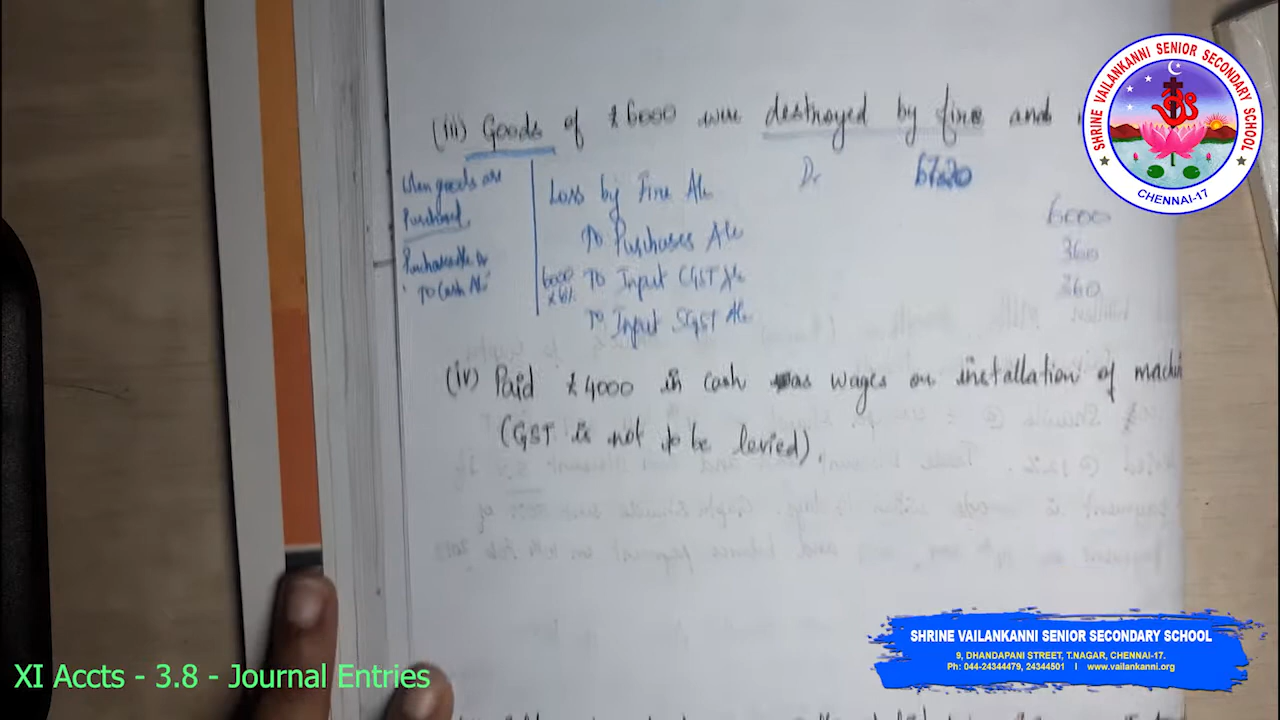 (iii) Goods of ₹6000 were destroyed by fire and
When goods are
Purchased
Purchases A/c Dr
To Cash A/c
Loss by Fire A/c Dr 6720
To Purchases A/c 6000
6000 x 6% To Input CGST A/c 360
To Input SGST A/c 360
(iv) Paid ₹4000 in cash as wages on installation of machi
(GST is not to be levied).
SHRINE VAILANKANNI SENIOR SECONDARY SCHOOL
CHENNAI-17
SHRINE VAILANKANNI SENIOR SECONDARY SCHOOL
9, DHANDAPANI STREET, T.NAGAR, CHENNAI-17.
Ph: 044-24344479, 24344501 I www.vailankanni.org
XI Accts - 3.8 - Journal Entries